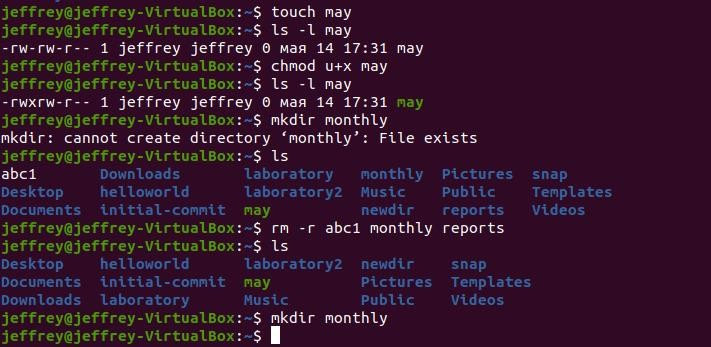 jeffrey@jeffrey-VirtualBox:~$ touch may
jeffrey@jeffrey-VirtualBox:~$ ls -l may
-rw-rw-r-- 1 jeffrey jeffrey 0 мая 14 17:31 may
jeffrey@jeffrey-VirtualBox:~$ chmod u+x may
jeffrey@jeffrey-VirtualBox:~$ ls -l may
-rwxrw-r-- 1 jeffrey jeffrey 0 мая 14 17:31 may
jeffrey@jeffrey-VirtualBox:~$ mkdir monthly
mkdir: cannot create directory ‘monthly’: File exists
jeffrey@jeffrey-VirtualBox:~$ ls
abc1 Downloads laboratory monthly Pictures snap
Desktop helloworld laboratory2 Music Public Templates
Documents initial-commit may newdir reports Videos
jeffrey@jeffrey-VirtualBox:~$ rm -r abc1 monthly reports
jeffrey@jeffrey-VirtualBox:~$ ls
Desktop helloworld laboratory2 newdir snap
Documents initial-commit may Pictures Templates
Downloads laboratory Music Public Videos
jeffrey@jeffrey-VirtualBox:~$ mkdir monthly
jeffrey@jeffrey-VirtualBox:~$